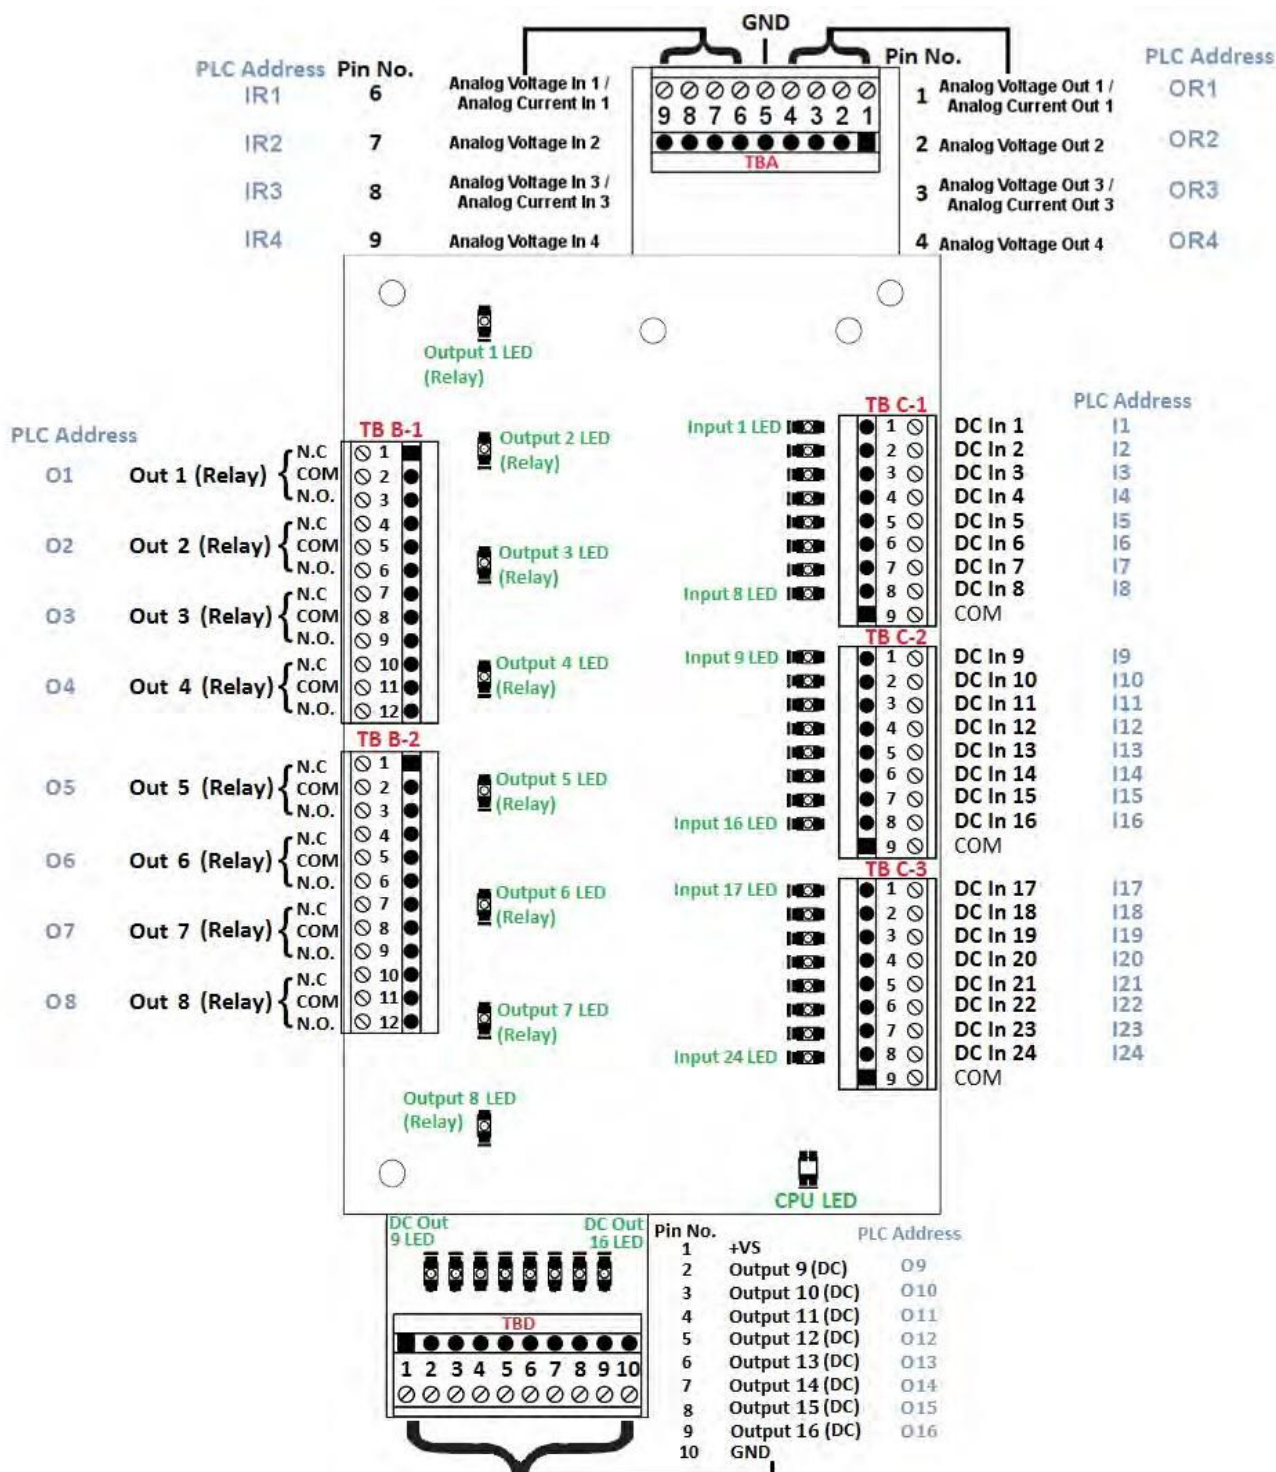 GND
PLC Address Pin No.
IR1 6 Analog Voltage In 1 /
Analog Current In 1
IR2 7 Analog Voltage In 2
IR3 8 Analog Voltage In 3 /
Analog Current In 3
IR4 9 Analog Voltage In 4
9 8 7 6 5 4 3 2 1
TBA
Pin No. PLC Address
1 Analog Voltage Out 1 / OR1
Analog Current Out 1
2 Analog Voltage Out 2 OR2
3 Analog Voltage Out 3 / OR3
Analog Current Out 3
4 Analog Voltage Out 4 OR4
Output 1 LED
(Relay)
Output 2 LED
(Relay)
Output 3 LED
(Relay)
Output 4 LED
(Relay)
Output 5 LED
(Relay)
Output 6 LED
(Relay)
Output 7 LED
(Relay)
Output 8 LED
(Relay)
PLC Address
TB B-1
N.C 1
O1 Out 1 (Relay) COM 2
N.O. 3
N.C 4
O2 Out 2 (Relay) COM 5
N.O. 6
N.C 7
O3 Out 3 (Relay) COM 8
N.O. 9
N.C 10
O4 Out 4 (Relay) COM 11
N.O. 12
TB B-2
N.C 1
O5 Out 5 (Relay) COM 2
N.O. 3
N.C 4
O6 Out 6 (Relay) COM 5
N.O. 6
N.C 7
O7 Out 7 (Relay) COM 8
N.O. 9
N.C 10
O8 Out 8 (Relay) COM 11
N.O. 12
PLC Address
TB C-1
Input 1 LED 1 DC In 1 I1
2 DC In 2 I2
3 DC In 3 I3
4 DC In 4 I4
5 DC In 5 I5
6 DC In 6 I6
7 DC In 7 I7
Input 8 LED 8 DC In 8 I8
9 COM
TB C-2
Input 9 LED 1 DC In 9 I9
2 DC In 10 I10
3 DC In 11 I11
4 DC In 12 I12
5 DC In 13 I13
6 DC In 14 I14
7 DC In 15 I15
Input 16 LED 8 DC In 16 I16
9 COM
TB C-3
Input 17 LED 1 DC In 17 I17
2 DC In 18 I18
3 DC In 19 I19
4 DC In 20 I20
5 DC In 21 I21
6 DC In 22 I22
7 DC In 23 I23
Input 24 LED 8 DC In 24 I24
9 COM
CPU LED
DC Out
9 LED
DC Out
16 LED
TBD
1 2 3 4 5 6 7 8 9 10
Pin No. PLC Address
1 +VS
2 Output 9 (DC) O9
3 Output 10 (DC) O10
4 Output 11 (DC) O11
5 Output 12 (DC) O12
6 Output 13 (DC) O13
7 Output 14 (DC) O14
8 Output 15 (DC) O15
9 Output 16 (DC) O16
10 GND